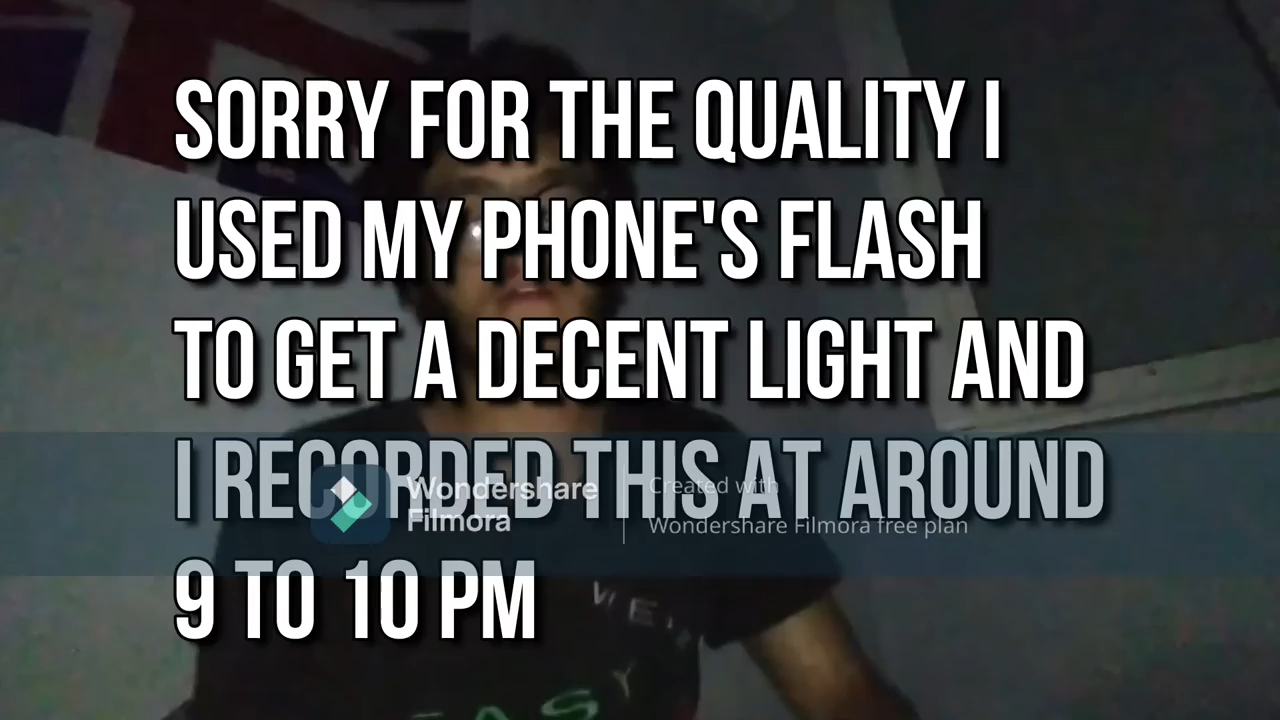 SORRY FOR THE QUALITY I
USED MY PHONE'S FLASH
TO GET A DECENT LIGHT AND
I RECORDED THIS AT AROUND
9 TO 10 PM
Wondershare
Filmora
Created with
Wondershare Filmora free plan